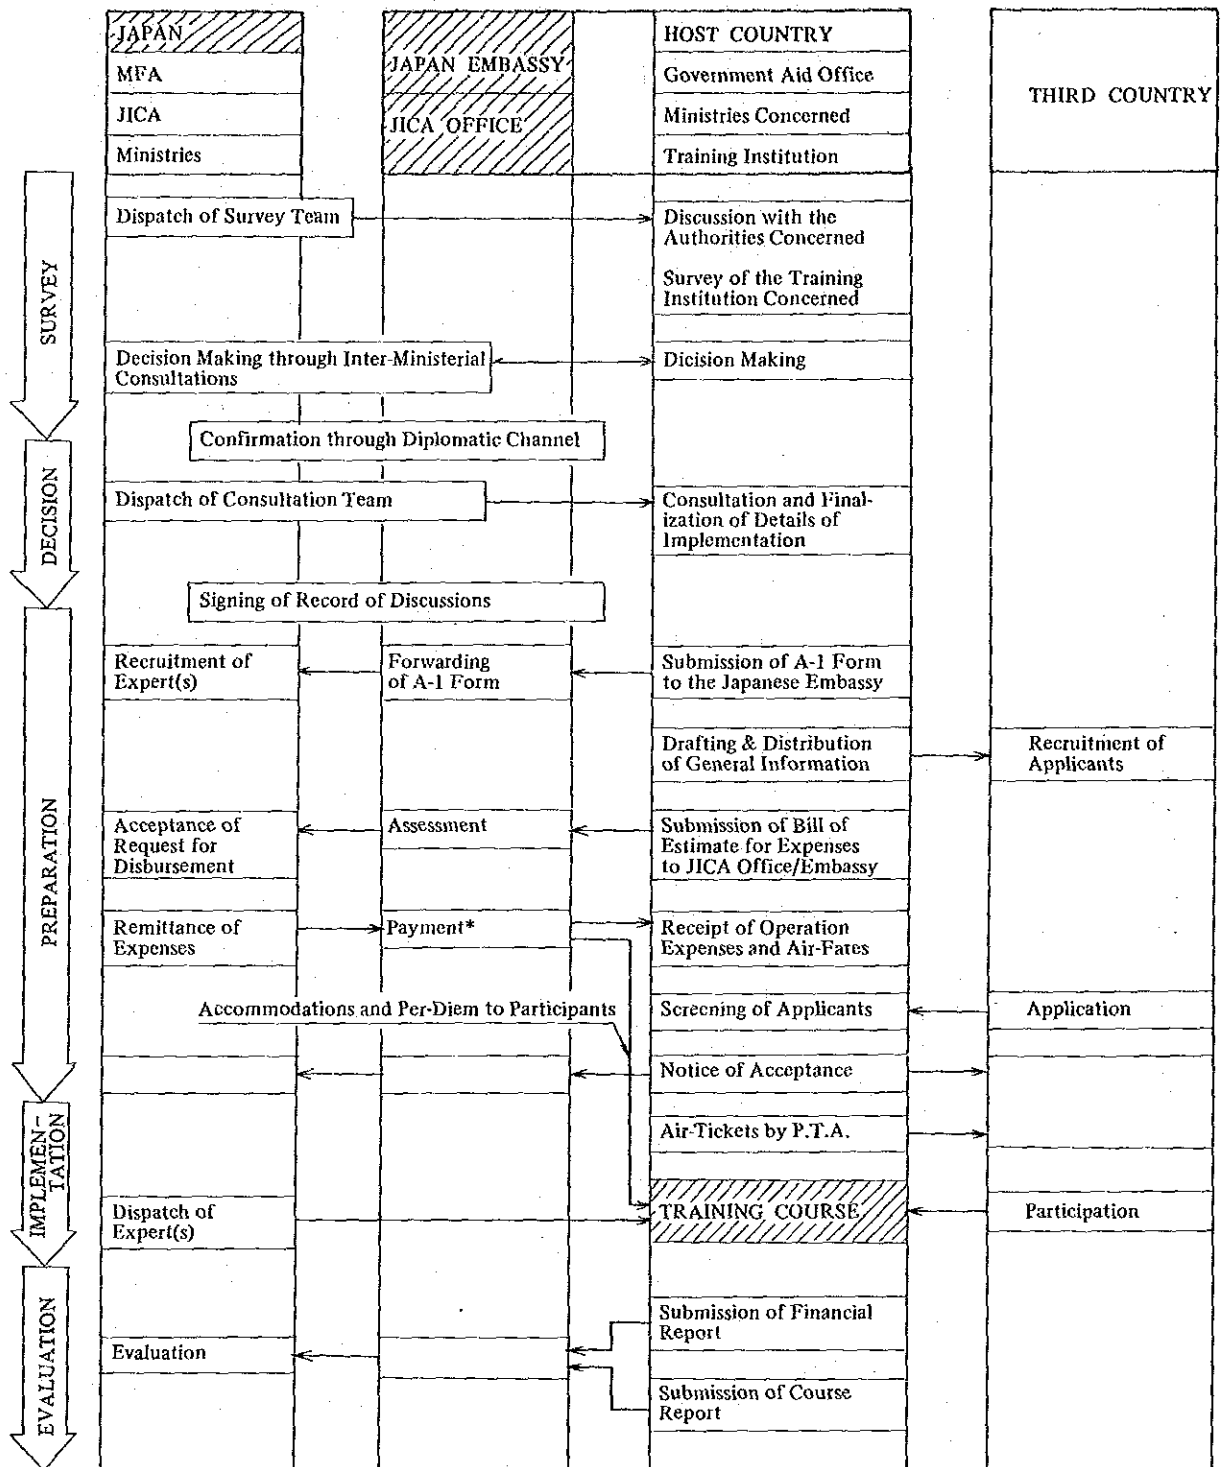 JAPAN
MFA
JICA
Ministries
JAPAN EMBASSY
JICA OFFICE
HOST COUNTRY
Government Aid Office
Ministries Concerned
Training Institution
THIRD COUNTRY
SURVEY
Dispatch of Survey Team
Discussion with the
Authorities Concerned
Survey of the Training
Institution Concerned
Decision Making through Inter-Ministerial
Consultations
Dicision Making
Confirmation through Diplomatic Channel
DECISION
Dispatch of Consultation Team
Consultation and Final-
ization of Details of
Implementation
Signing of Record of Discussions
PREPARATION
Recruitment of
Expert(s)
Forwarding
of A-1 Form
Submission of A-1 Form
to the Japanese Embassy
Drafting & Distribution
of General Information
Recruitment of
Applicants
Acceptance of
Request for
Disbursement
Assessment
Submission of Bill of
Estimate for Expenses
to JICA Office/Embassy
Remittance of
Expenses
Payment*
Receipt of Operation
Expenses and Air-Fares
Accommodations and Per-Diem to Participants
Screening of Applicants
Application
Notice of Acceptance
IMPLEMEN-
TATION
Air-Tickets by P.T.A.
Dispatch of
Expert(s)
TRAINING COURSE
Participation
EVALUATION
Submission of Financial
Report
Evaluation
Submission of Course
Report